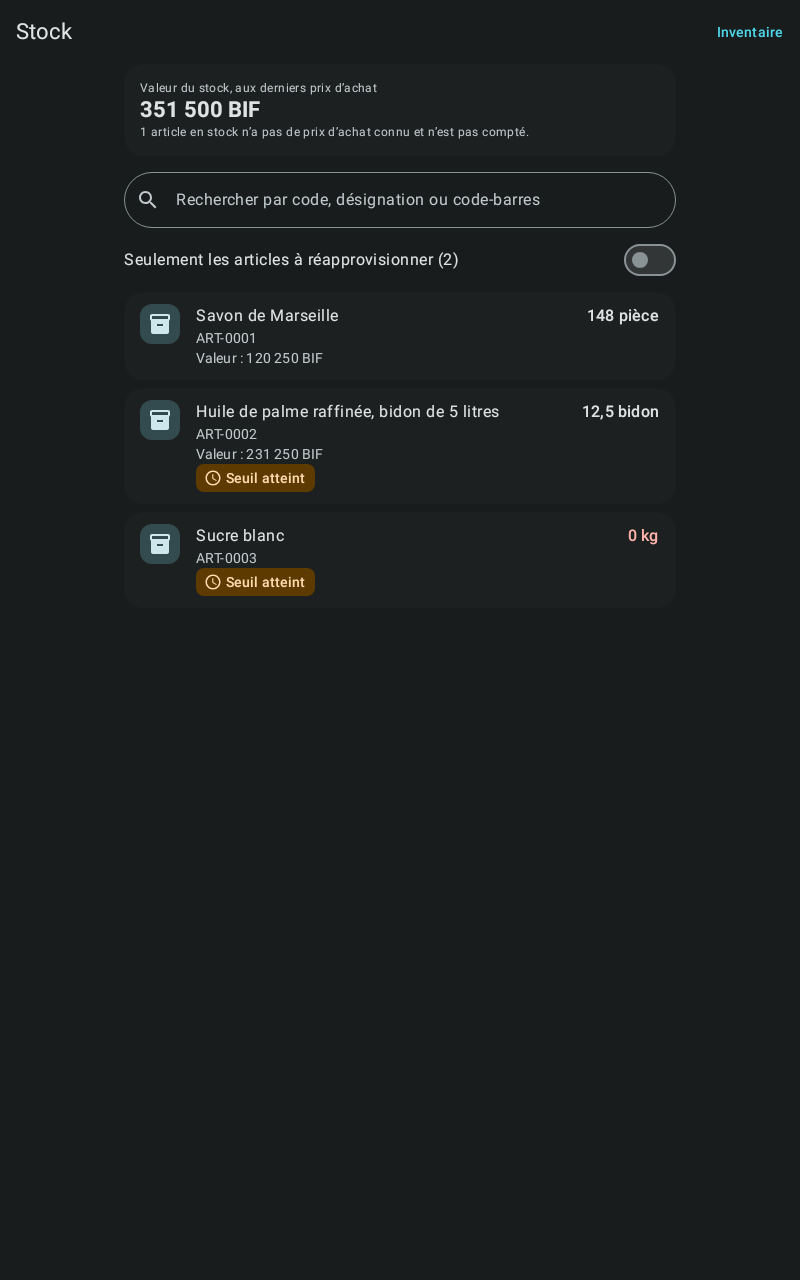 Stock
Inventaire
Valeur du stock, aux derniers prix d’achat
351 500 BIF
1 article en stock n’a pas de prix d’achat connu et n’est pas compté.
Rechercher par code, désignation ou code-barres
Seulement les articles à réapprovisionner (2)
Savon de Marseille
148 pièce
ART-0001
Valeur : 120 250 BIF
Huile de palme raffinée, bidon de 5 litres
12,5 bidon
ART-0002
Valeur : 231 250 BIF
Seuil atteint
Sucre blanc
0 kg
ART-0003
Seuil atteint